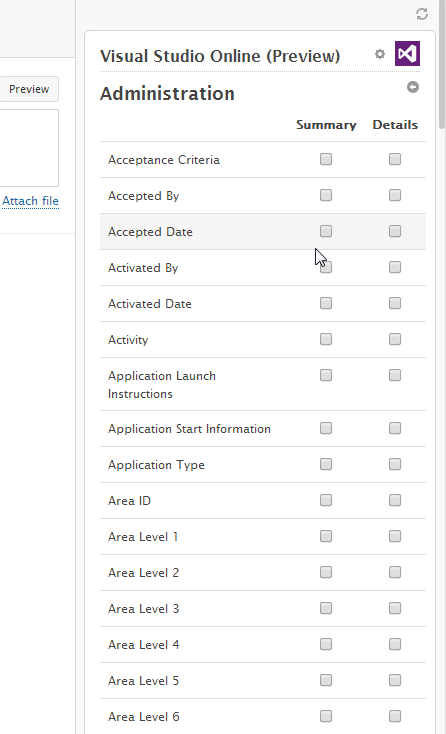 Preview
Attach file
Visual Studio Online (Preview)
Administration
Summary Details
Acceptance Criteria
Accepted By
Accepted Date
Activated By
Activated Date
Activity
Application Launch
Instructions
Application Start Information
Application Type
Area ID
Area Level 1
Area Level 2
Area Level 3
Area Level 4
Area Level 5
Area Level 6